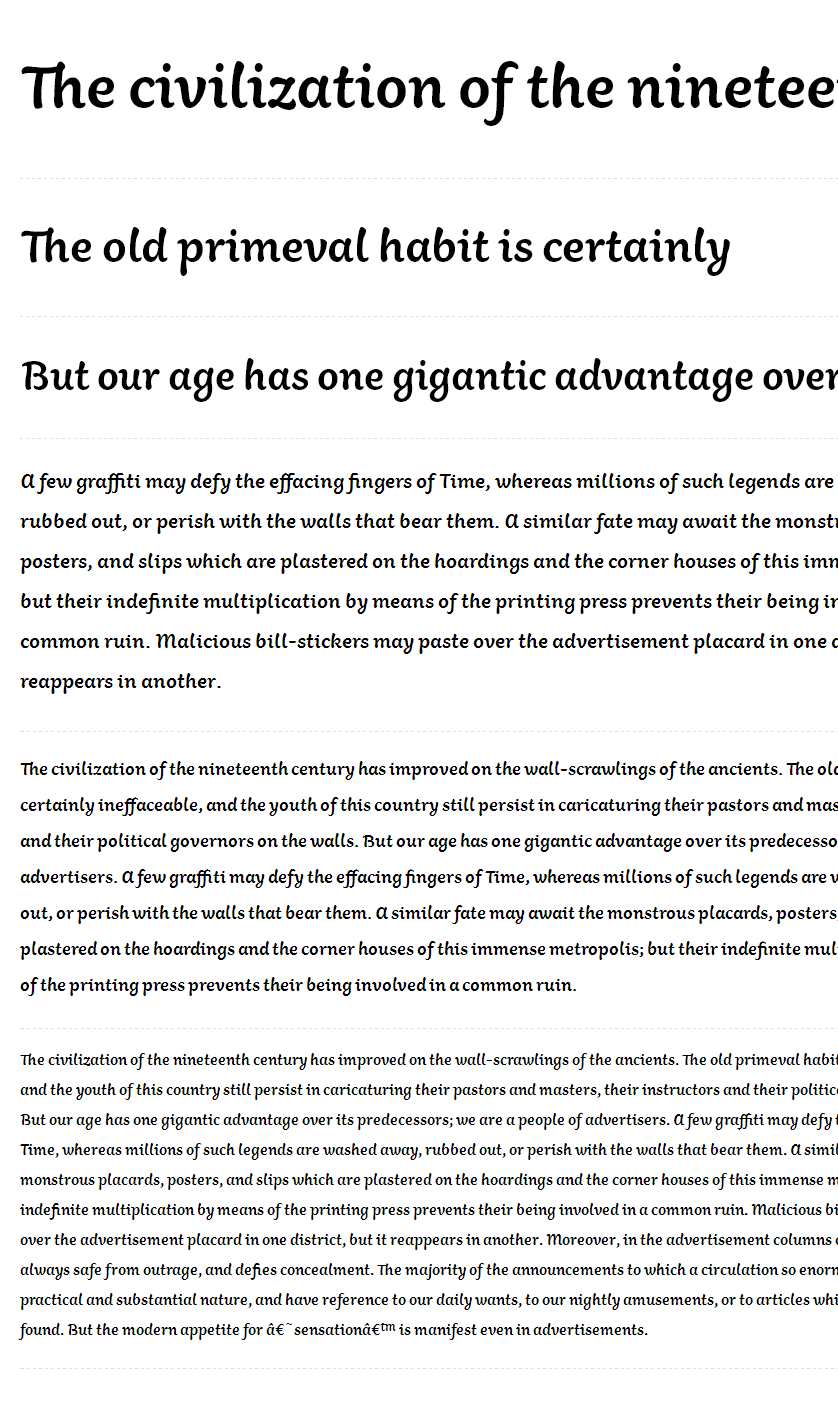 The civilization of the ninetee
The old primeval habit is certainly
But our age has one gigantic advantage over
A few graffiti may defy the effacing fingers of Time, whereas millions of such legends are
rubbed out, or perish with the walls that bear them. A similar fate may await the monst
posters, and slips which are plastered on the hoardings and the corner houses of this imm
but their indefinite multiplication by means of the printing press prevents their being in
common ruin. Malicious bill-stickers may paste over the advertisement placard in one d
reappears in another.
The civilization of the nineteenth century has improved on the wall-scrawlings of the ancients. The old
certainly ineffaceable, and the youth of this country still persist in caricaturing their pastors and mas
and their political governors on the walls. But our age has one gigantic advantage over its predecesso
advertisers. A few graffiti may defy the effacing fingers of Time, whereas millions of such legends are w
out, or perish with the walls that bear them. A similar fate may await the monstrous placards, posters,
plastered on the hoardings and the corner houses of this immense metropolis; but their indefinite mul
of the printing press prevents their being involved in a common ruin.
The civilization of the nineteenth century has improved on the wall-scrawlings of the ancients. The old primeval habit
and the youth of this country still persist in caricaturing their pastors and masters, their instructors and their politic
But our age has one gigantic advantage over its predecessors; we are a people of advertisers. A few graffiti may defy t
Time, whereas millions of such legends are washed away, rubbed out, or perish with the walls that bear them. A simil
monstrous placards, posters, and slips which are plastered on the hoardings and the corner houses of this immense m
indefinite multiplication by means of the printing press prevents their being involved in a common ruin. Malicious bi
over the advertisement placard in one district, but it reappears in another. Moreover, in the advertisement columns o
always safe from outrage, and defies concealment. The majority of the announcements to which a circulation so enorm
practical and substantial nature, and have reference to our daily wants, to our nightly amusements, or to articles whi
found. But the modern appetite for â€˜sensationâ€™ is manifest even in advertisements.